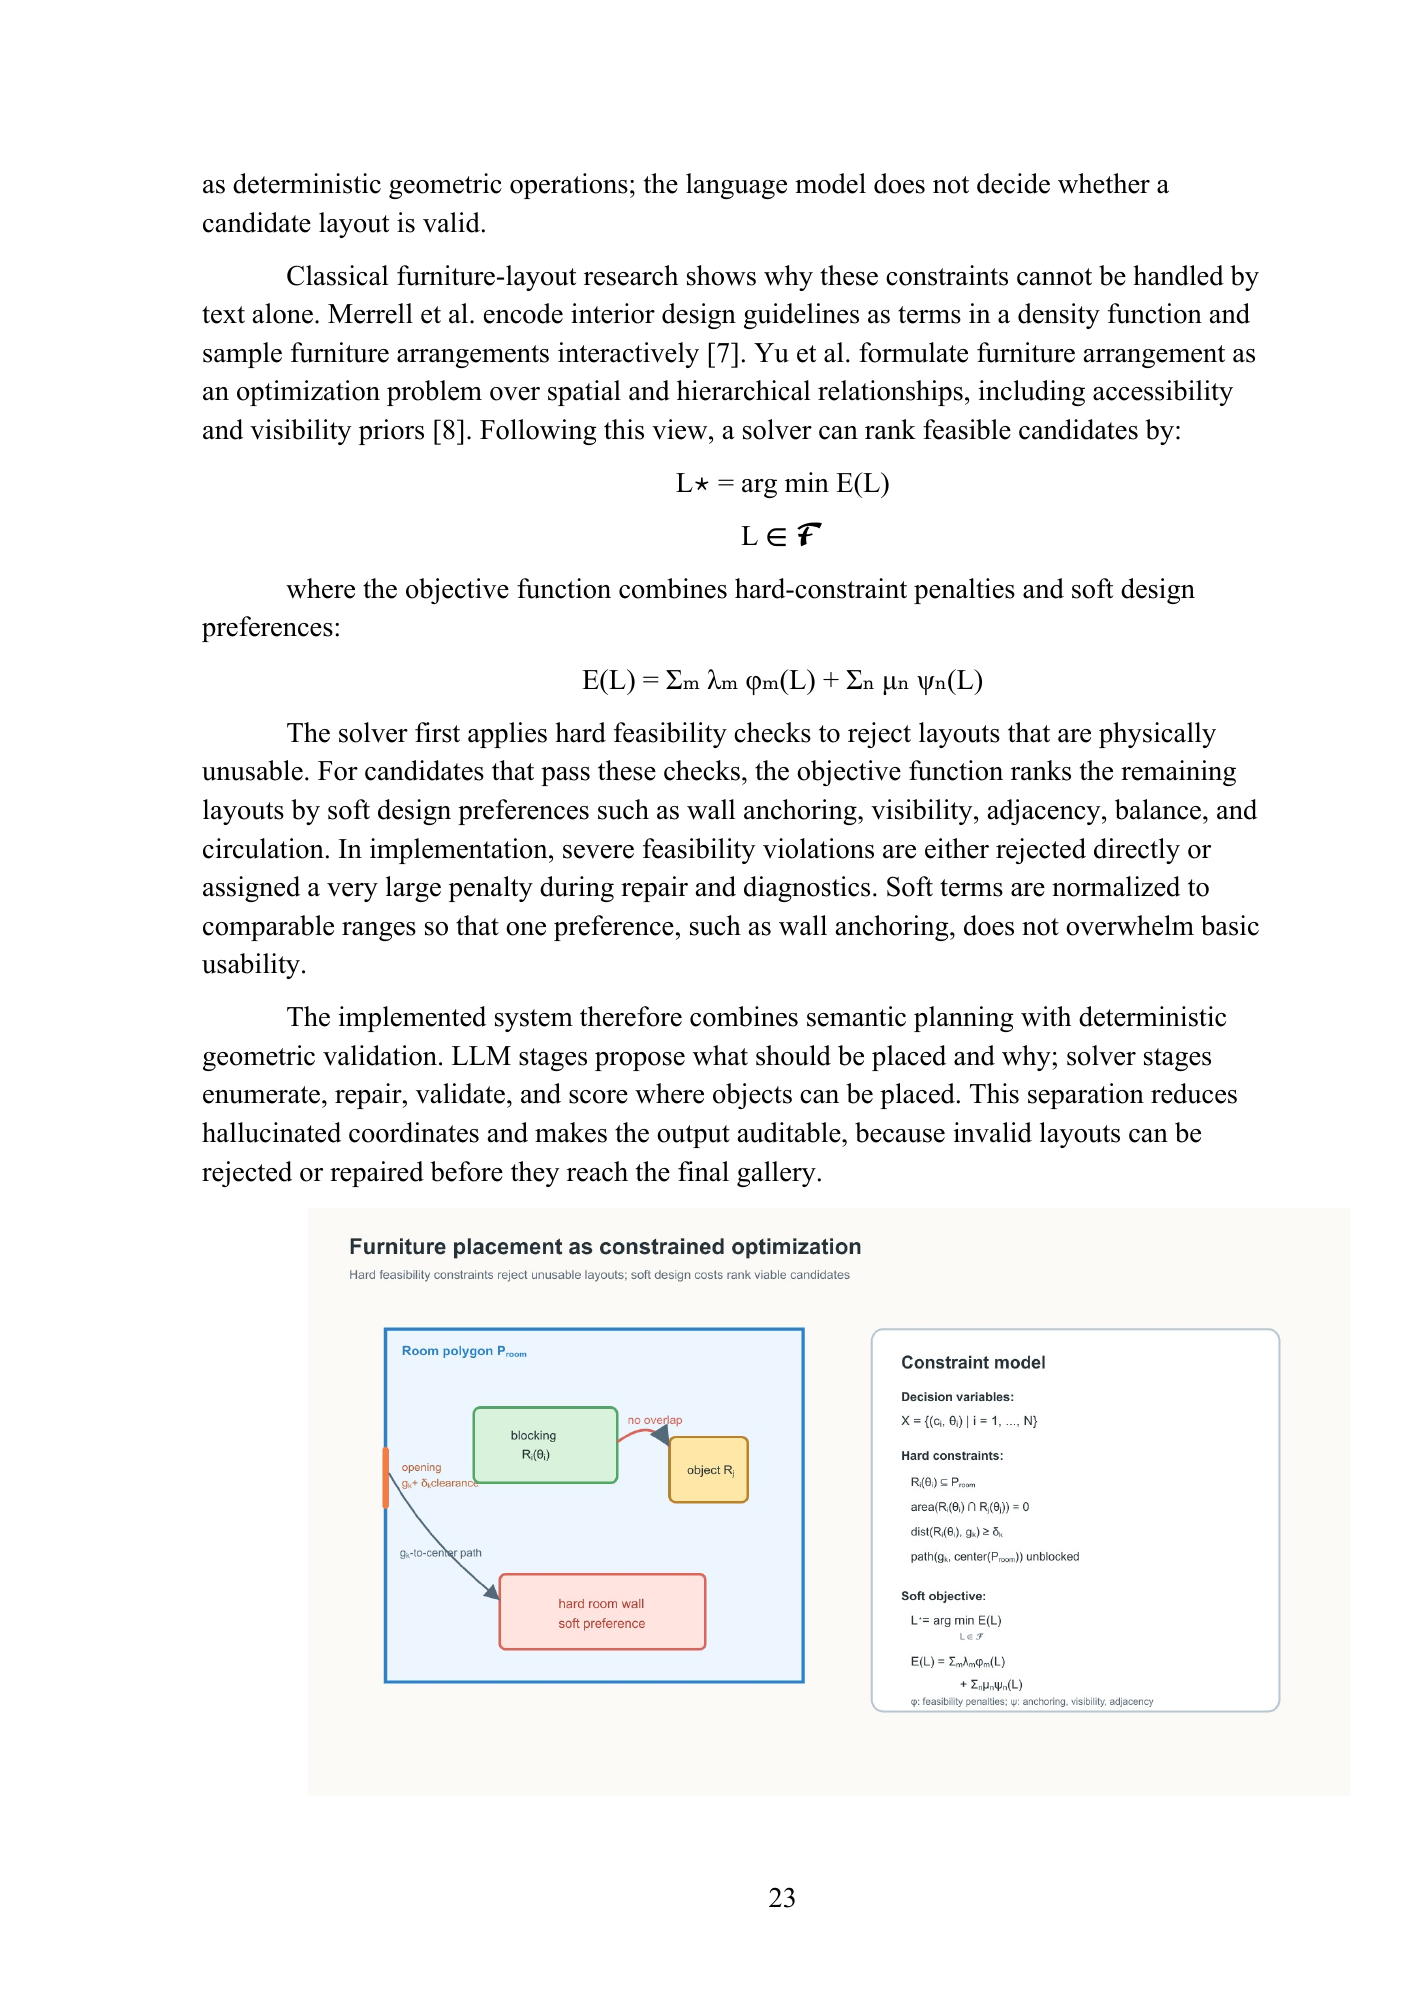 as deterministic geometric operations; the language model does not decide whether a
candidate layout is valid.
Classical furniture-layout research shows why these constraints cannot be handled by
text alone. Merrell et al. encode interior design guidelines as terms in a density function and
sample furniture arrangements interactively [7]. Yu et al. formulate furniture arrangement as
an optimization problem over spatial and hierarchical relationships, including accessibility
and visibility priors [8]. Following this view, a solver can rank feasible candidates by:
L⋆ = arg min E(L)
L ∈ 𝓕
where the objective function combines hard-constraint penalties and soft design
preferences:
E(L) = Σₘ λₘ φₘ(L) + Σₙ μₙ ψₙ(L)
The solver first applies hard feasibility checks to reject layouts that are physically
unusable. For candidates that pass these checks, the objective function ranks the remaining
layouts by soft design preferences such as wall anchoring, visibility, adjacency, balance, and
circulation. In implementation, severe feasibility violations are either rejected directly or
assigned a very large penalty during repair and diagnostics. Soft terms are normalized to
comparable ranges so that one preference, such as wall anchoring, does not overwhelm basic
usability.
The implemented system therefore combines semantic planning with deterministic
geometric validation. LLM stages propose what should be placed and why; solver stages
enumerate, repair, validate, and score where objects can be placed. This separation reduces
hallucinated coordinates and makes the output auditable, because invalid layouts can be
rejected or repaired before they reach the final gallery.
Furniture placement as constrained optimization
Hard feasibility constraints reject unusable layouts; soft design costs rank viable candidates
Room polygon Pᵣₒₒₘ
blocking
Rᵢ(θᵢ)
no overlap
object Rⱼ
opening
gₖ+ δₖclearance
gₖ-to-center path
hard room wall
soft preference
Constraint model
Decision variables:
X = {(cᵢ, θᵢ) | i = 1, ..., N}
Hard constraints:
Rᵢ(θᵢ) ⊆ Pᵣₒₒₘ
area(Rᵢ(θᵢ) ∩ Rⱼ(θⱼ)) = 0
dist(Rᵢ(θᵢ), gₖ) ≥ δₖ
path(gₖ, center(Pᵣₒₒₘ)) unblocked
Soft objective:
L⋆= arg min E(L)
L ∈ 𝓕
E(L) = Σₘλₘφₘ(L)
+ Σₙμₙψₙ(L)
φ: feasibility penalties; ψ: anchoring, visibility, adjacency
23